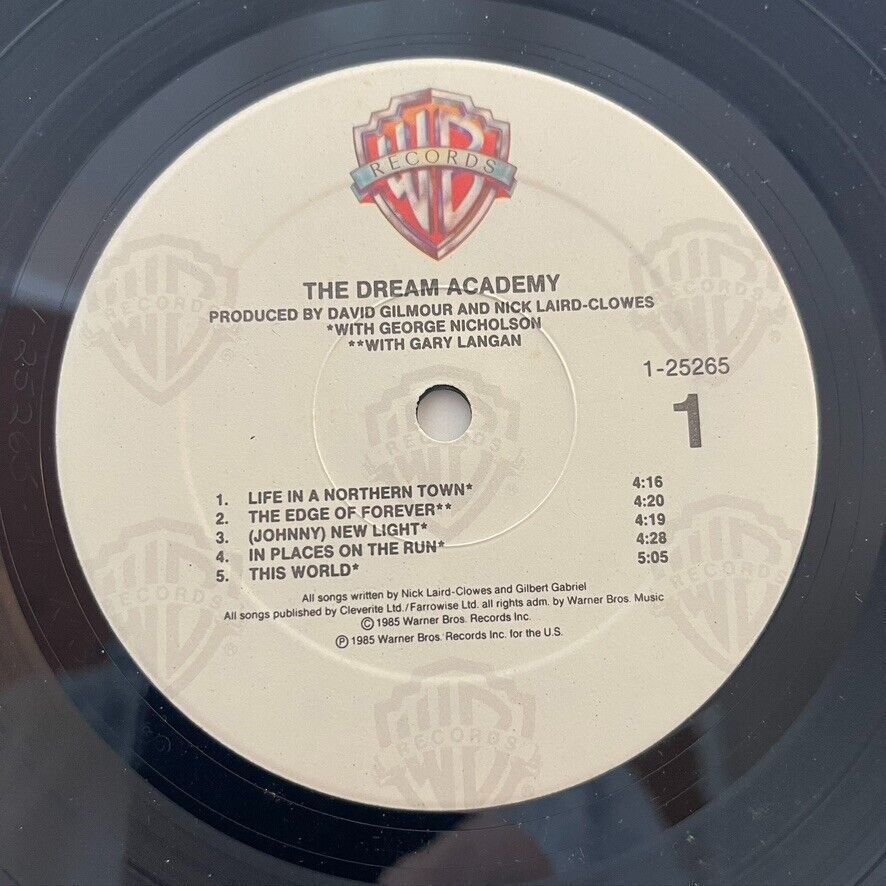 WB
RECORDS
THE DREAM ACADEMY
PRODUCED BY DAVID GILMOUR AND NICK LAIRD-CLOWES
*WITH GEORGE NICHOLSON
**WITH GARY LANGAN
1-25265
1
1. LIFE IN A NORTHERN TOWN* 4:16
2. THE EDGE OF FOREVER** 4:20
3. (JOHNNY) NEW LIGHT* 4:19
4. IN PLACES ON THE RUN* 4:28
5. THIS WORLD* 5:05
All songs written by Nick Laird-Clowes and Gilbert Gabriel
All songs published by Cleverite Ltd./Farrowise Ltd. all rights adm. by Warner Bros. Music
© 1985 Warner Bros. Records Inc.
℗ 1985 Warner Bros. Records Inc. for the U.S.